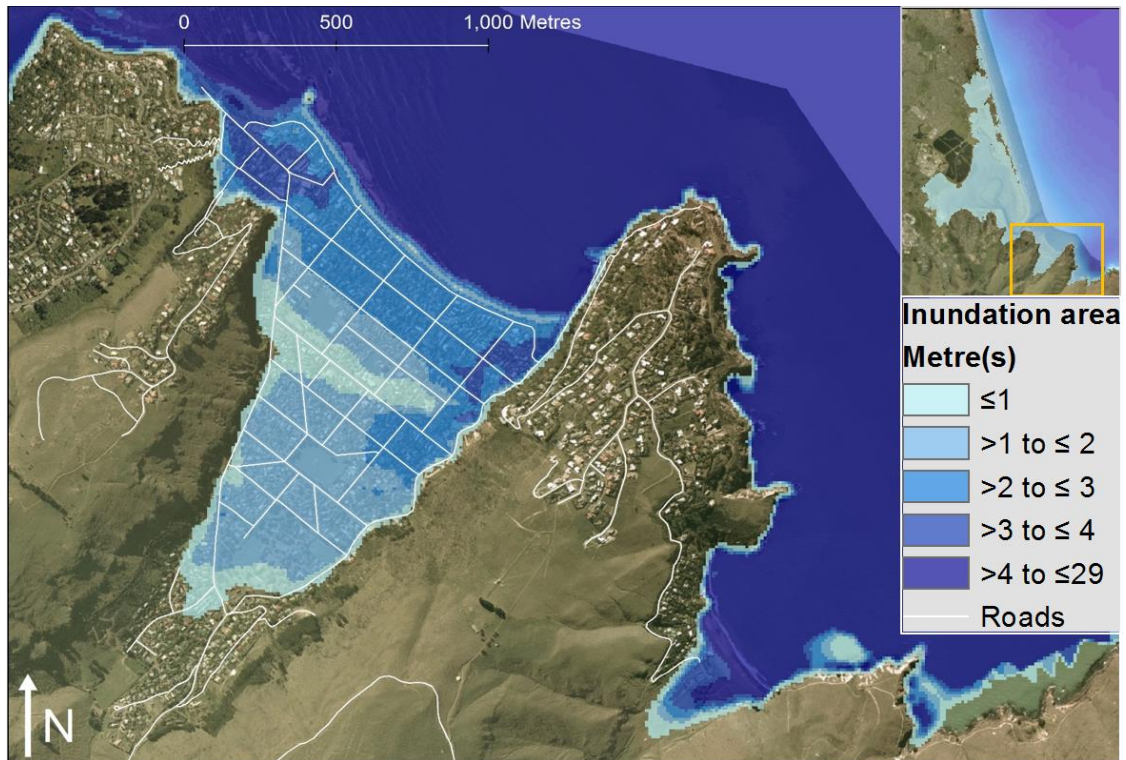 0 500 1,000 Metres
N
Inundation area
Metre(s)
≤1
>1 to ≤ 2
>2 to ≤ 3
>3 to ≤ 4
>4 to ≤29
Roads